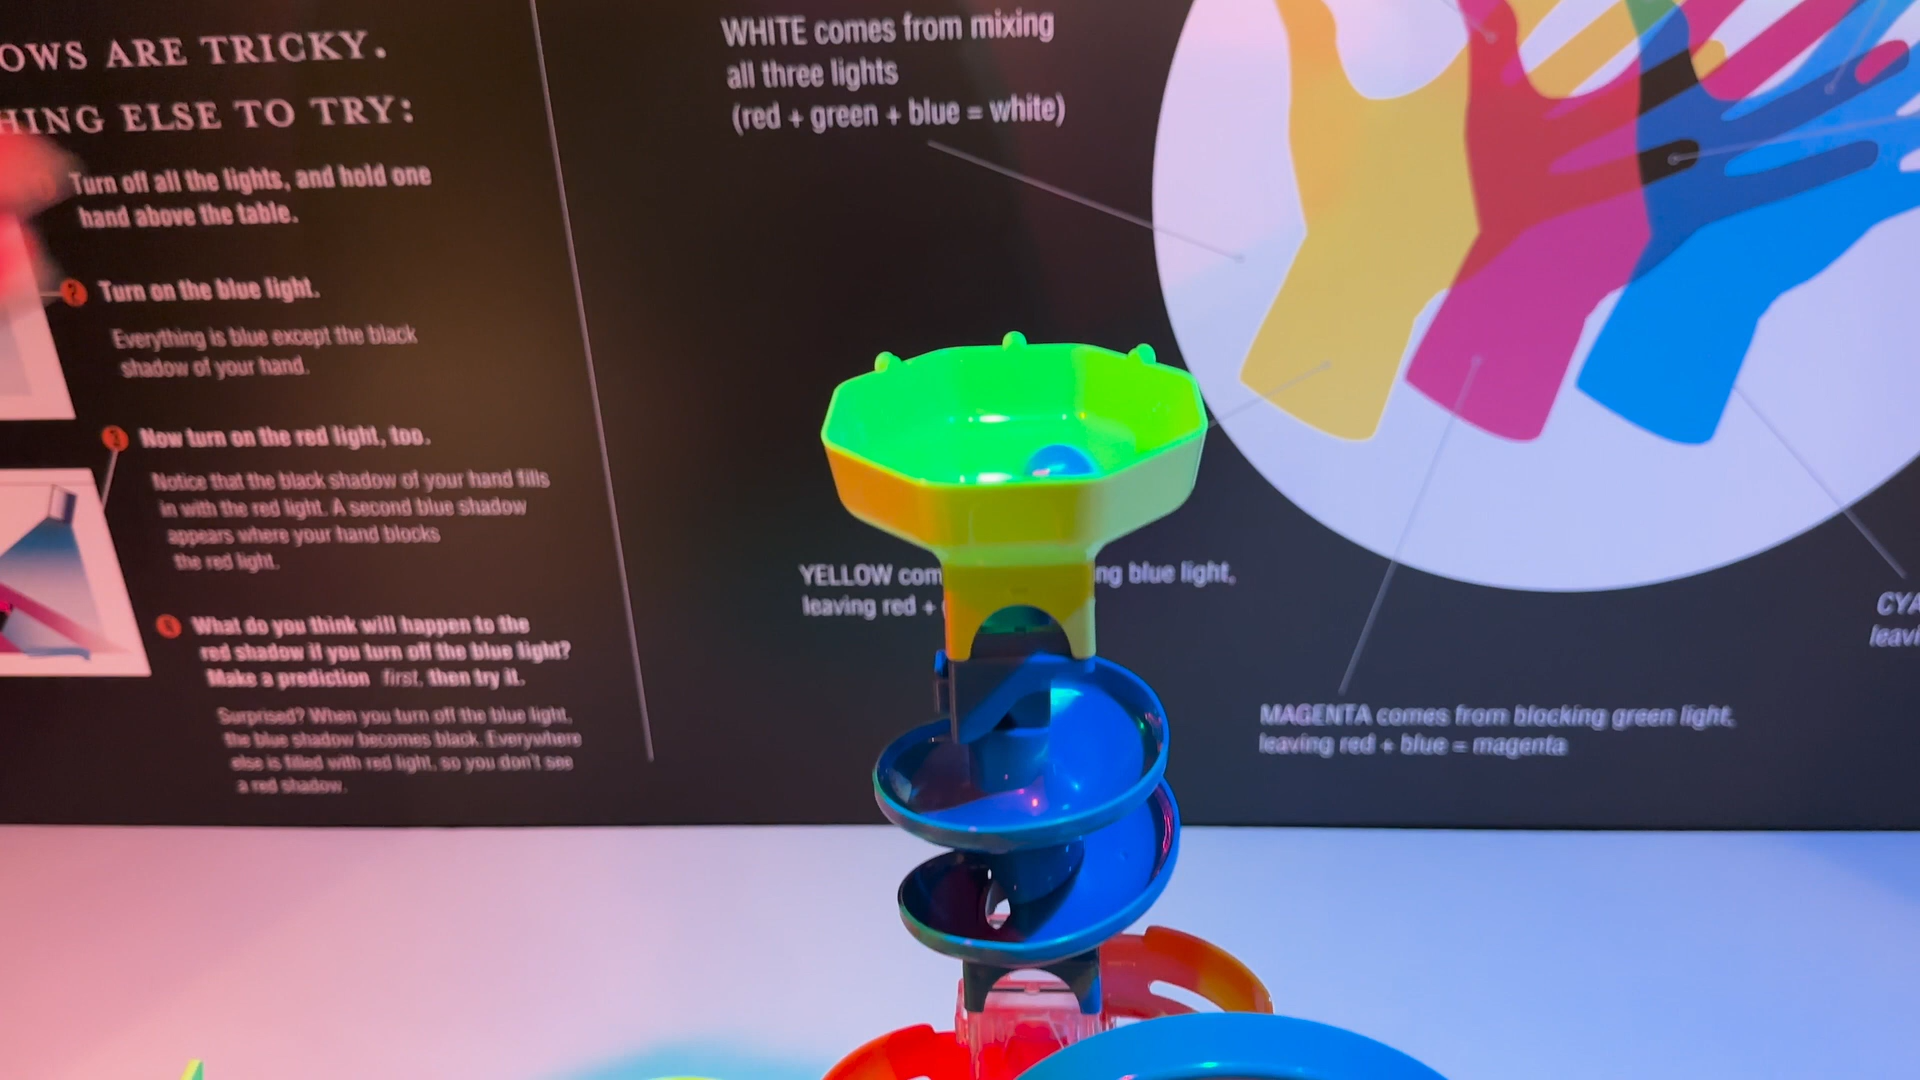 OWS ARE TRICKY.
HING ELSE TO TRY:
Turn off all the lights, and hold one
hand above the table.
2 Turn on the blue light.
Everything is blue except the black
shadow of your hand.
3 Now turn on the red light, too.
Notice that the black shadow of your hand fills
in with the red light. A second blue shadow
appears where your hand blocks
the red light.
What do you think will happen to the
red shadow if you turn off the blue light?
Make a prediction first, then try it.
Surprised? When you turn off the blue light,
the blue shadow becomes black. Everywhere
else is filled with red light, so you don't see
a red shadow.
WHITE comes from mixing
all three lights
(red + green + blue = white)
YELLOW com ng blue light,
leaving red +
MAGENTA comes from blocking green light,
leaving red + blue = magenta
CYA
leavi